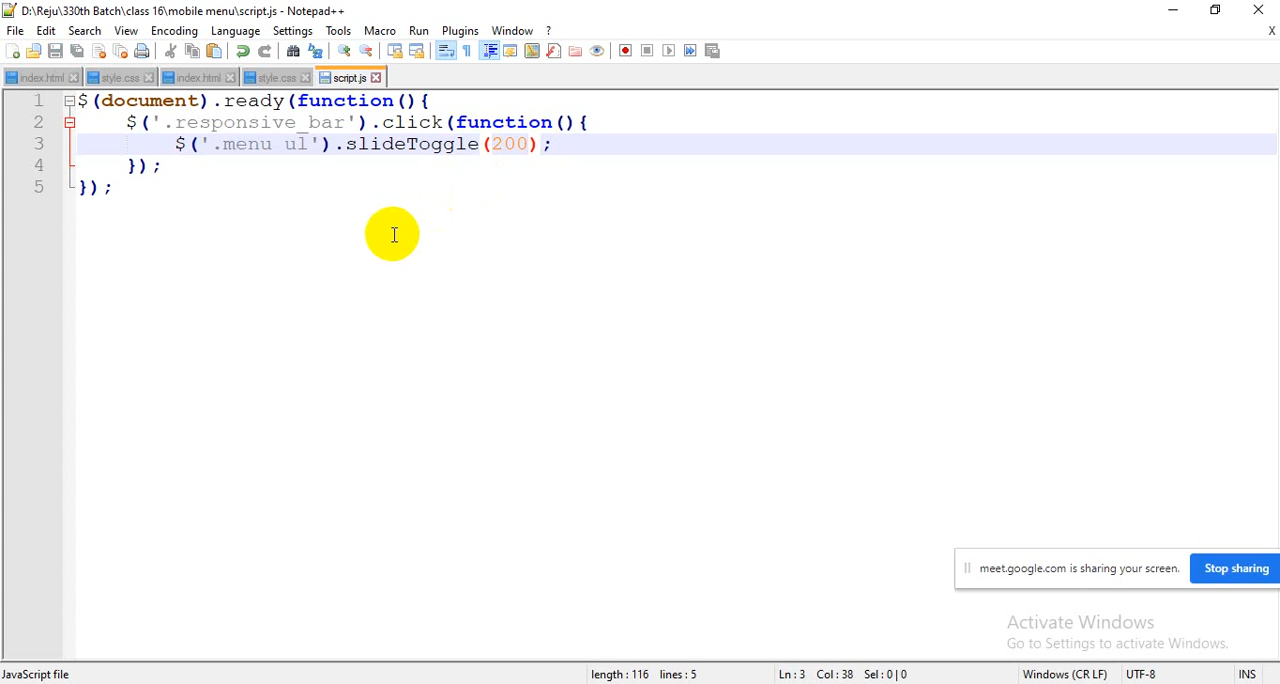 D:\Reju\330th Batch\class 16\mobile menu\script.js - Notepad++
File Edit Search View Encoding Language Settings Tools Macro Run Plugins Window ? X
index.html style.css index.html style.css script.js
1 $(document).ready(function(){
2 $('.responsive_bar').click(function(){
3 $('.menu ul').slideToggle(200);
4 });
5 });
meet.google.com is sharing your screen. Stop sharing
Activate Windows
Go to Settings to activate Windows.
JavaScript file length : 116 lines : 5 Ln : 3 Col : 38 Sel : 0 | 0 Windows (CR LF) UTF-8 INS